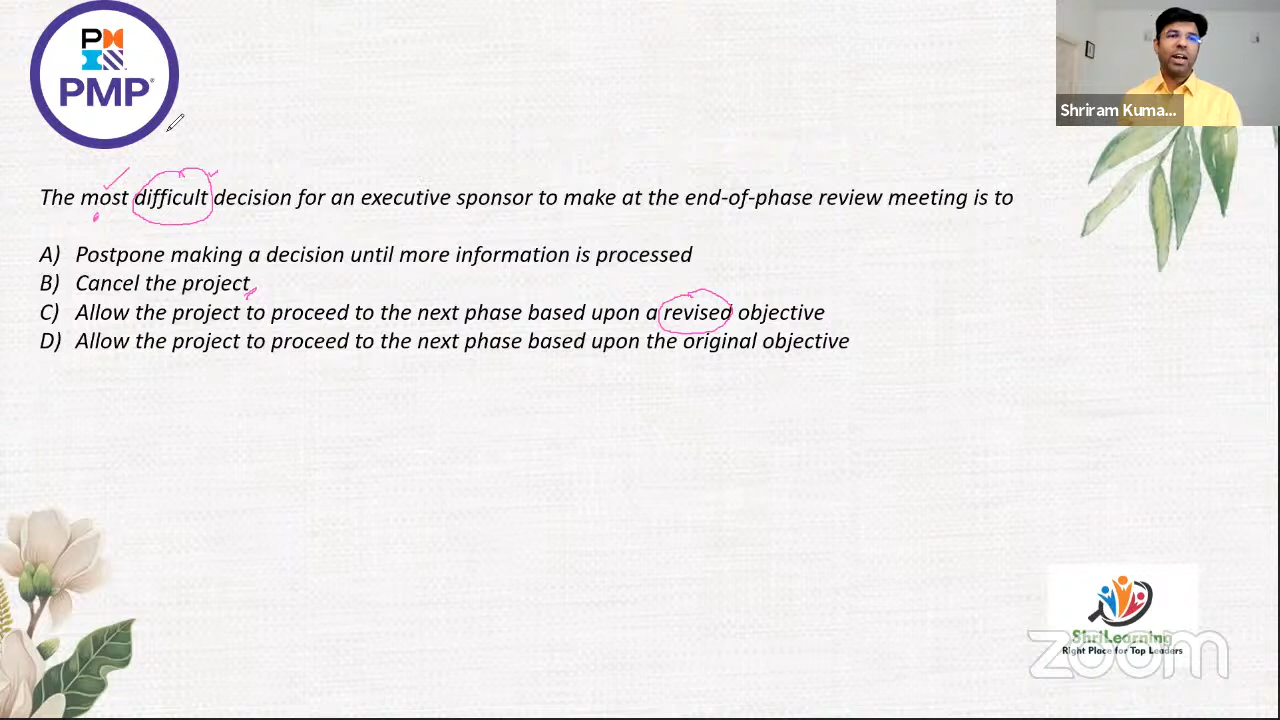 PMP
Shriram Kuma...
The most difficult decision for an executive sponsor to make at the end-of-phase review meeting is to
A) Postpone making a decision until more information is processed
B) Cancel the project
C) Allow the project to proceed to the next phase based upon a revised objective
D) Allow the project to proceed to the next phase based upon the original objective
ShriLearning
Right Place for Top Leaders
zoom